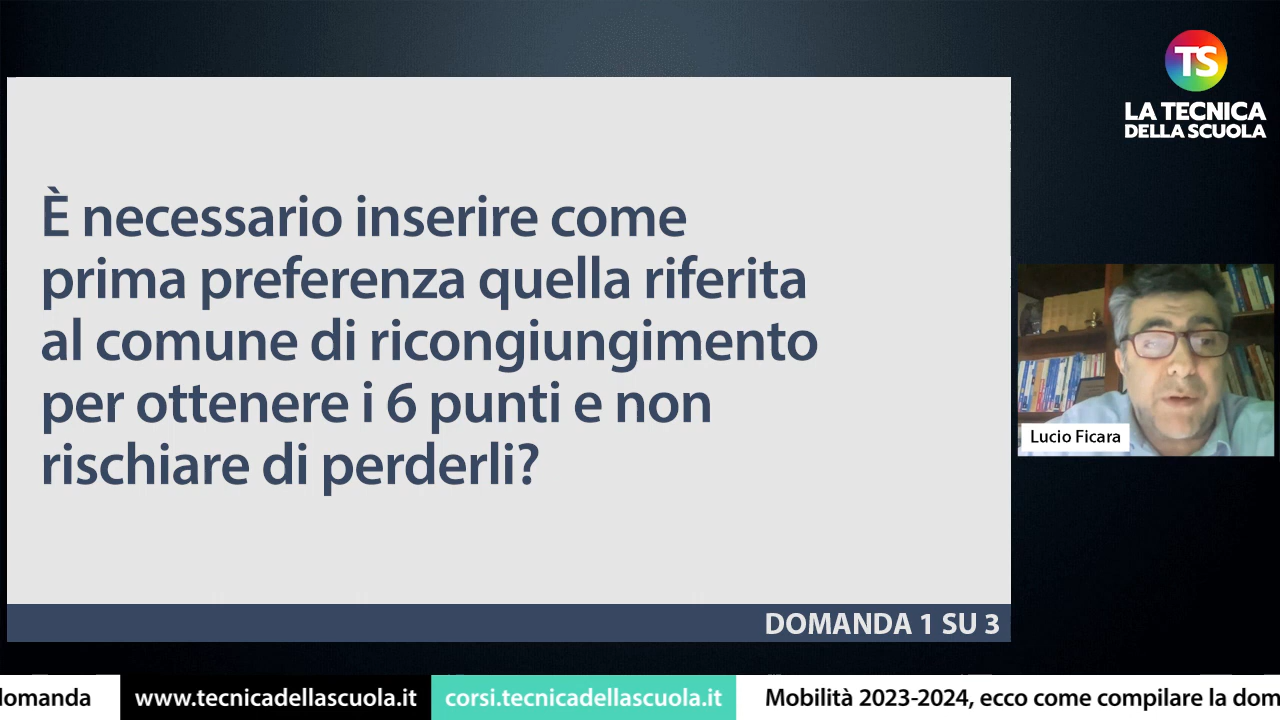 TS
LA TECNICA
DELLA SCUOLA
È necessario inserire come
prima preferenza quella riferita
al comune di ricongiungimento
per ottenere i 6 punti e non
rischiare di perderli?
Lucio Ficara
DOMANDA 1 SU 3
domanda www.tecnicadellascuola.it corsi.tecnicadellascuola.it Mobilità 2023-2024, ecco come compilare la dom